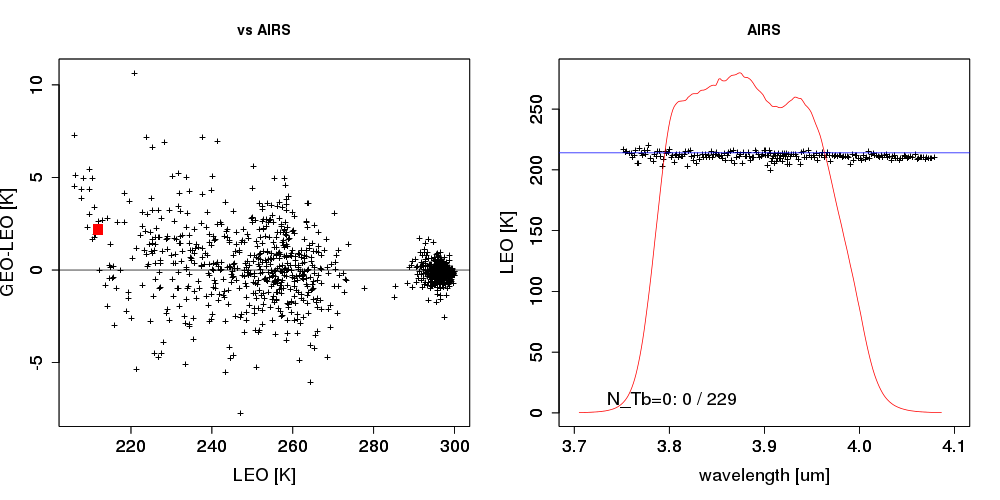 vs AIRS
GEO-LEO [K]
10
5
0
-5
220 240 260 280 300
LEO [K]
AIRS
LEO [K]
250
200
150
100
50
0
N_Tb=0: 0 / 229
3.7 3.8 3.9 4.0 4.1
wavelength [um]